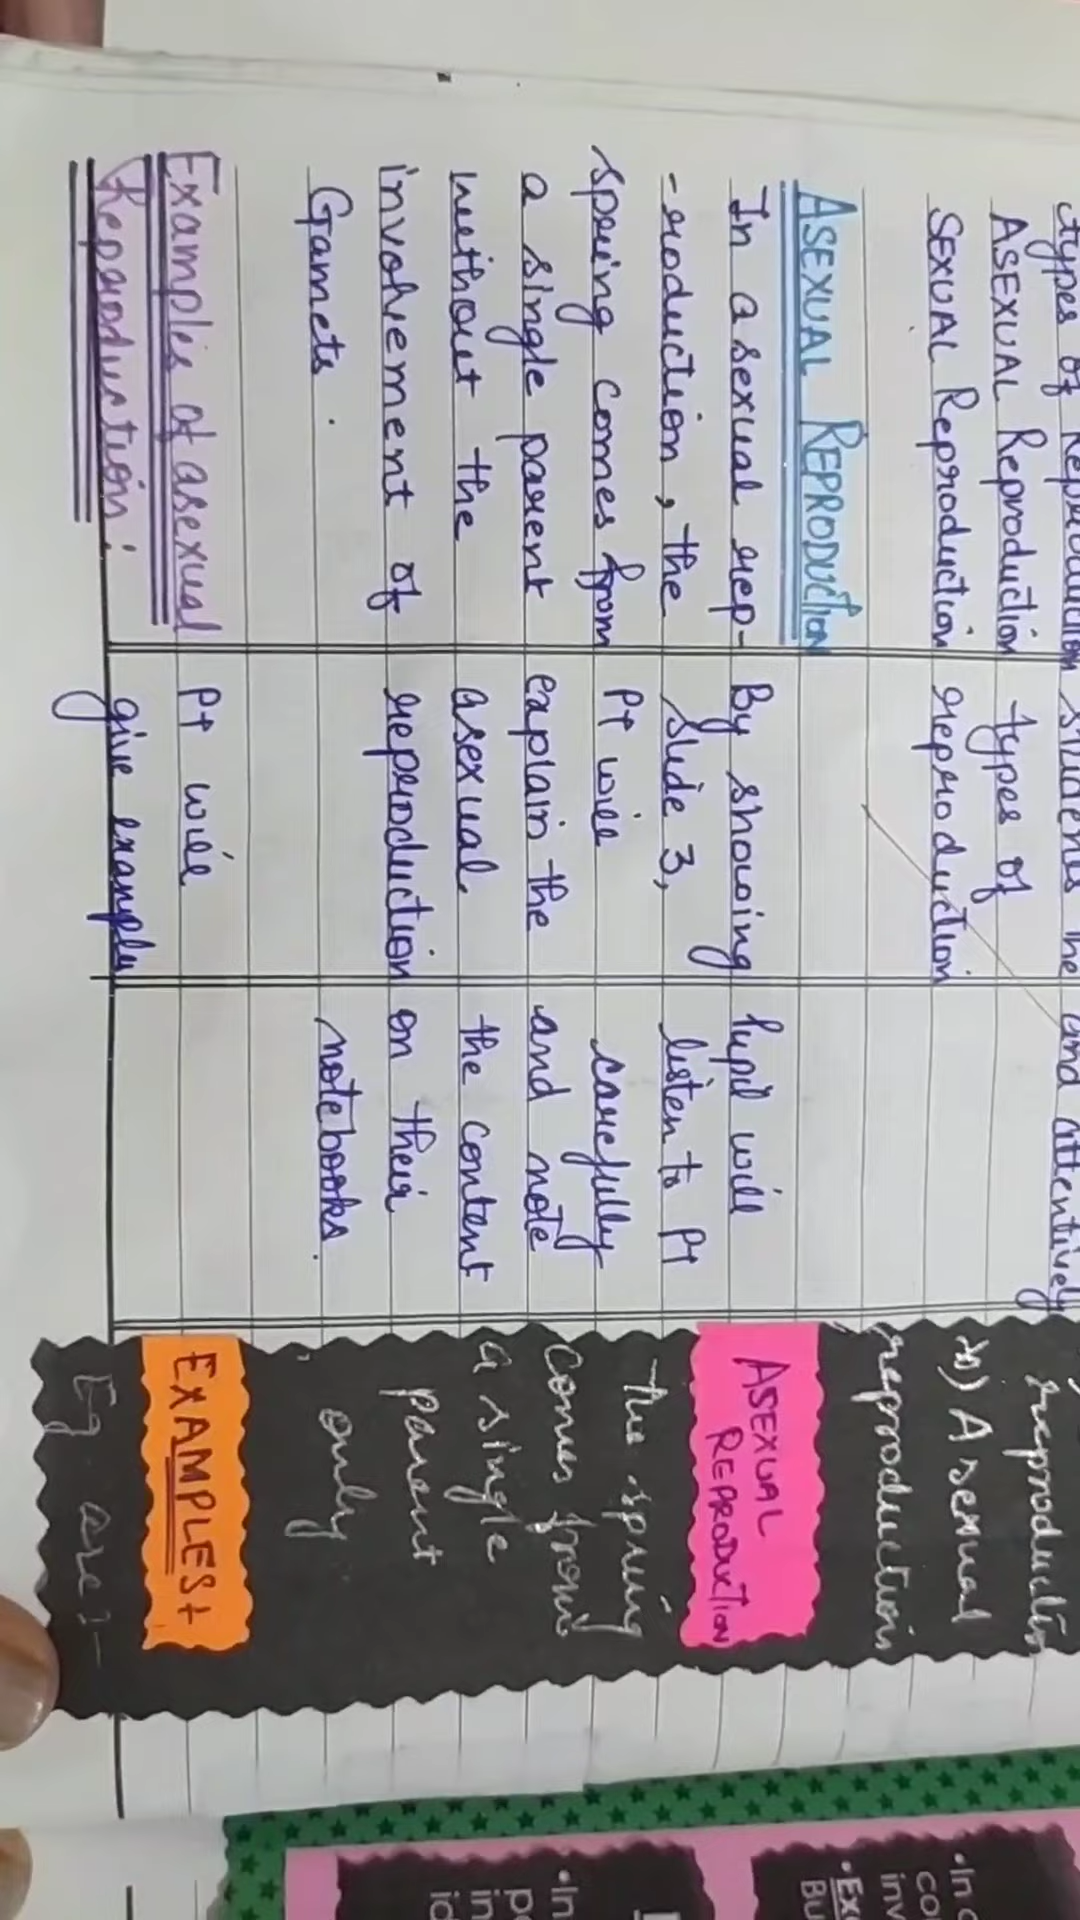 types of Reproduction
ASEXUAL Reproduction
SEXUAL Reproduction
ASEXUAL REPRODUCTION
In asexual rep-
-roduction, the
spring comes from
a single parent
without the
involvement of
Gamets.
Examples of asexual
Reproduction:
students the
types of
reproduction
By showing
slide 3,
PT will
explain the
asexual
reproduction
PT will
give examples
and attentively
Pupil will
listen to PT
carefully
and note
the content
on their
notebooks.
reproduction
b) Asexual
reproduction
ASEXUAL
REPRODUCTION
the spring
comes from
a single
parent
only
EXAMPLES
Eg are:-